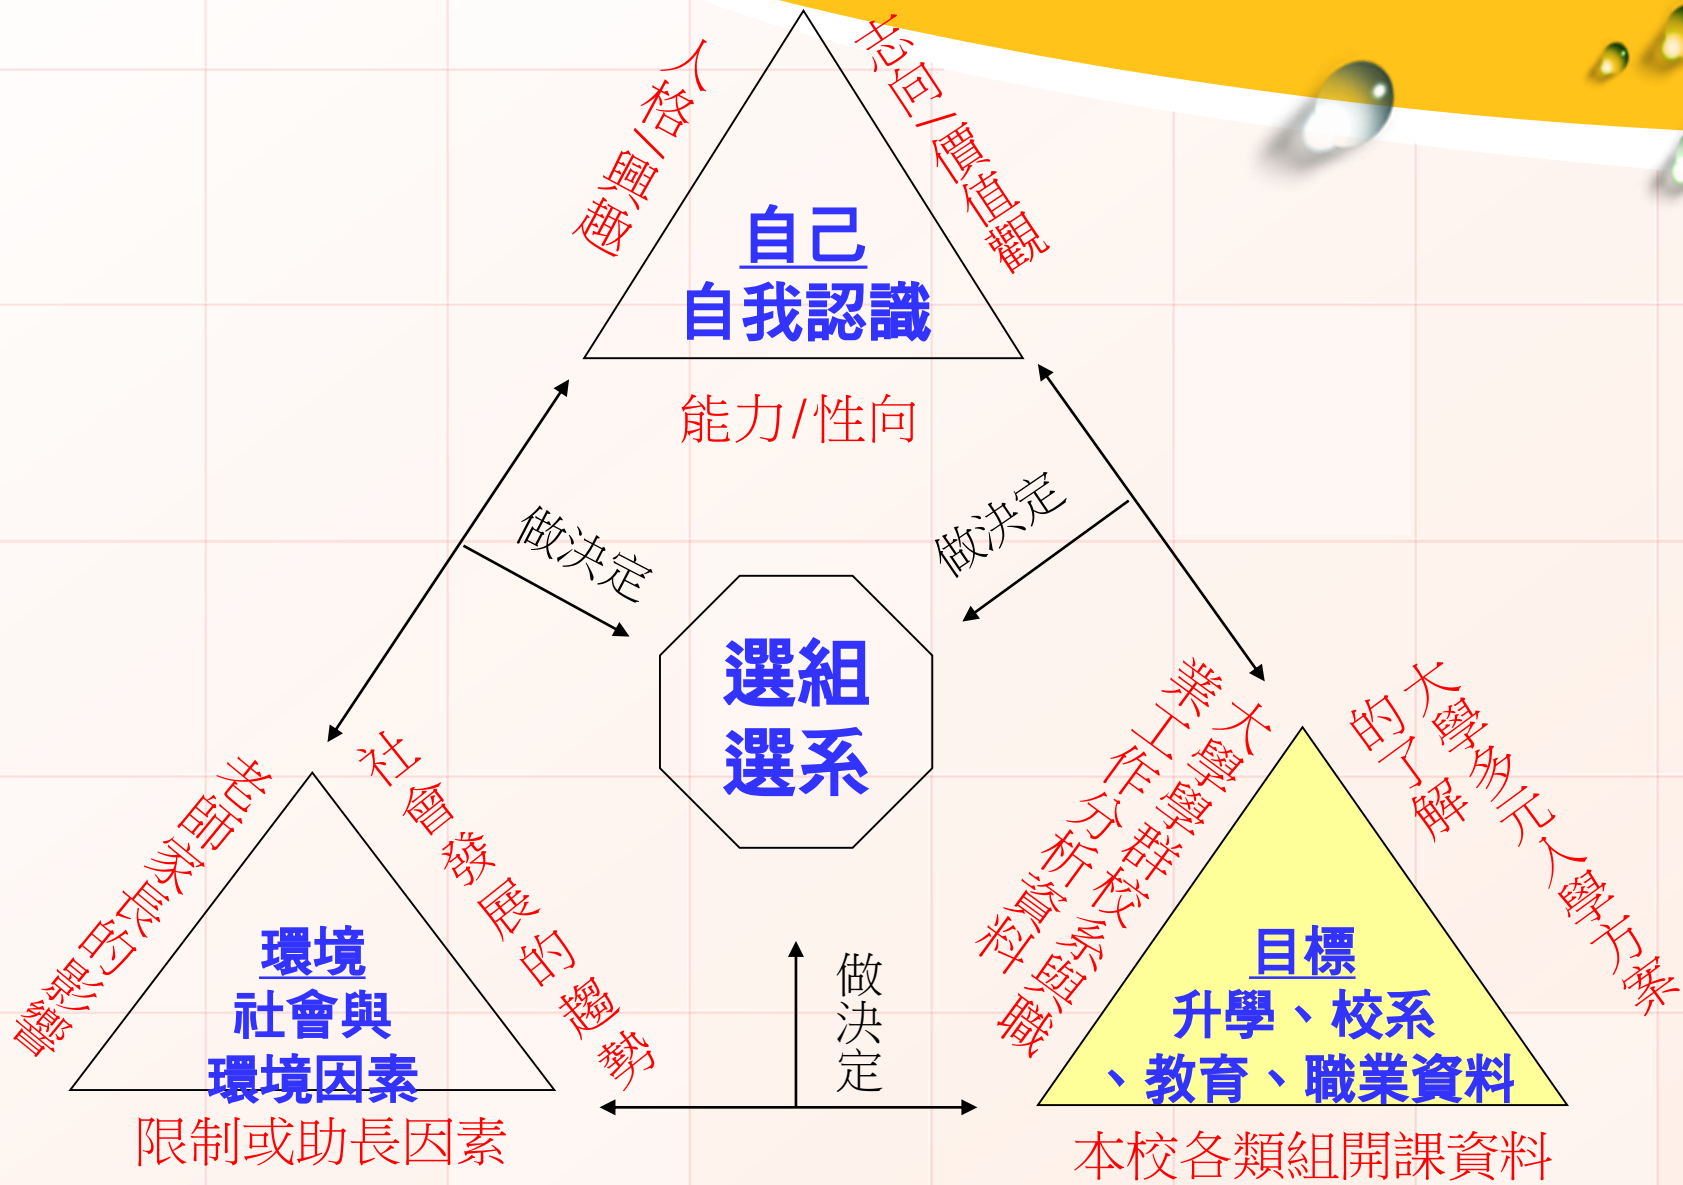 人格/興趣
志向/價值觀
自己
自我認識
能力/性向
做決定
做決定
選組
選系
老師家長的影響
社會發展的趨勢
環境
社會與
環境因素
限制或助長因素
做決定
大學學群校系與職
業工作分析資料
大學多元入學方案
的了解
目標
升學、校系
、教育、職業資料
本校各類組開課資料